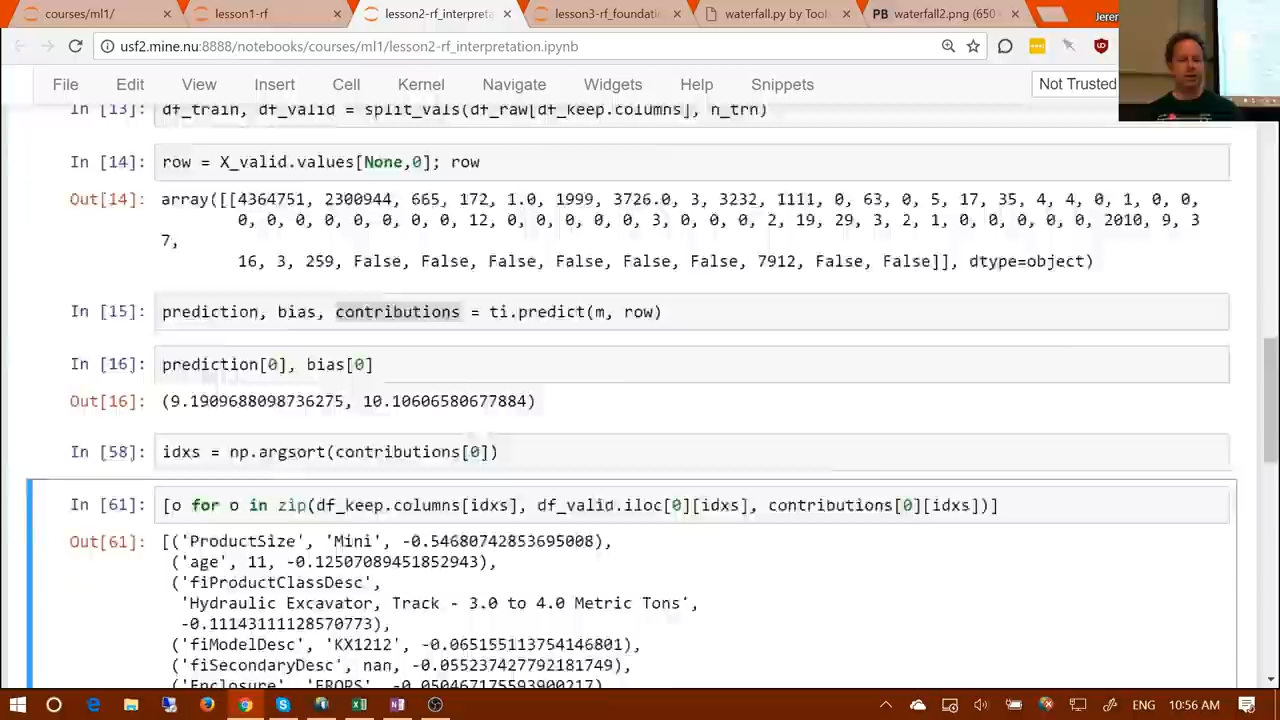 courses/ml1/
lesson1-rf
lesson2-rf_interpreta
lesson3-rf_foundati
waterfall.py by Tool
PB waterfall2.png (650
Jerem
usf2.mine.nu:8888/notebooks/courses/ml1/lesson2-rf_interpretation.ipynb
File Edit View Insert Cell Kernel Navigate Widgets Help Snippets Not Trusted
In [13]: df_train, df_valid = split_vals(df_raw[df_keep.columns], n_trn)
In [14]: row = X_valid.values[None,0]; row
Out[14]: array([[4364751, 2300944, 665, 172, 1.0, 1999, 3726.0, 3, 3232, 1111, 0, 63, 0, 5, 17, 35, 4, 4, 0, 1, 0, 0,
0, 0, 0, 0, 0, 0, 0, 0, 12, 0, 0, 0, 0, 0, 3, 0, 0, 0, 2, 19, 29, 3, 2, 1, 0, 0, 0, 0, 0, 2010, 9, 3
7,
16, 3, 259, False, False, False, False, False, False, 7912, False, False]], dtype=object)
In [15]: prediction, bias, contributions = ti.predict(m, row)
In [16]: prediction[0], bias[0]
Out[16]: (9.1909688098736275, 10.10606580677884)
In [58]: idxs = np.argsort(contributions[0])
In [61]: [o for o in zip(df_keep.columns[idxs], df_valid.iloc[0][idxs], contributions[0][idxs])]
Out[61]: [('ProductSize', 'Mini', -0.54680742853695008),
('age', 11, -0.12507089451852943),
('fiProductClassDesc',
'Hydraulic Excavator, Track - 3.0 to 4.0 Metric Tons',
-0.11143111128570773),
('fiModelDesc', 'KX1212', -0.065155113754146801),
('fiSecondaryDesc', nan, -0.055237427792181749),
('Enclosure', 'EROPS', -0.050467175593900217)
ENG 10:56 AM